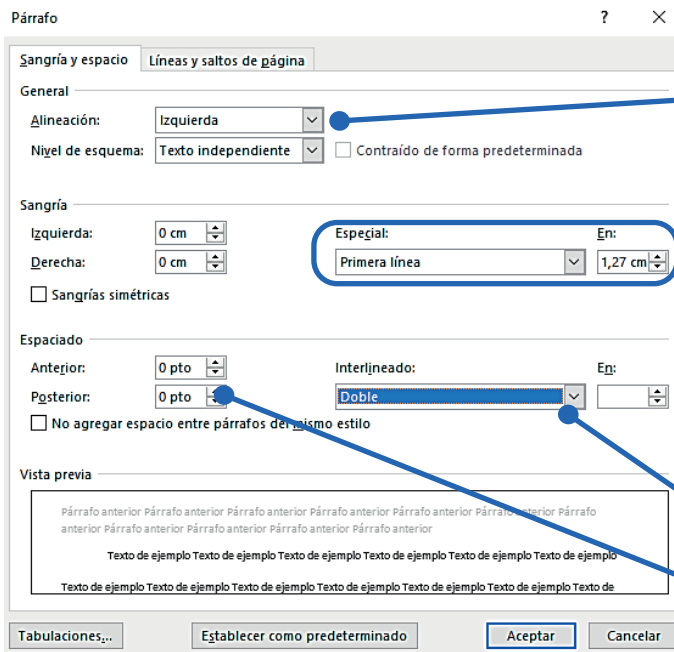 Párrafo ? ×
Sangría y espacio Líneas y saltos de página
General
Alineación: Izquierda
Nivel de esquema: Texto independiente Contraído de forma predeterminada
Sangría
Izquierda: 0 cm Especial: En:
Derecha: 0 cm Primera línea 1,27 cm
Sangrías simétricas
Espaciado
Anterior: 0 pto Interlineado: En:
Posterior: 0 pto Doble
No agregar espacio entre párrafos del mismo estilo
Vista previa
Párrafo anterior Párrafo anterior Párrafo anterior Párrafo anterior Párrafo anterior Párrafo anterior Párrafo
anterior Párrafo anterior Párrafo anterior Párrafo anterior Párrafo anterior
Texto de ejemplo Texto de ejemplo Texto de ejemplo Texto de ejemplo Texto de ejemplo Texto de ejemplo
Texto de ejemplo Texto de ejemplo Texto de ejemplo Texto de ejemplo Texto de ejemplo Texto de ejemplo Texto de
Tabulaciones... Establecer como predeterminado Aceptar Cancelar